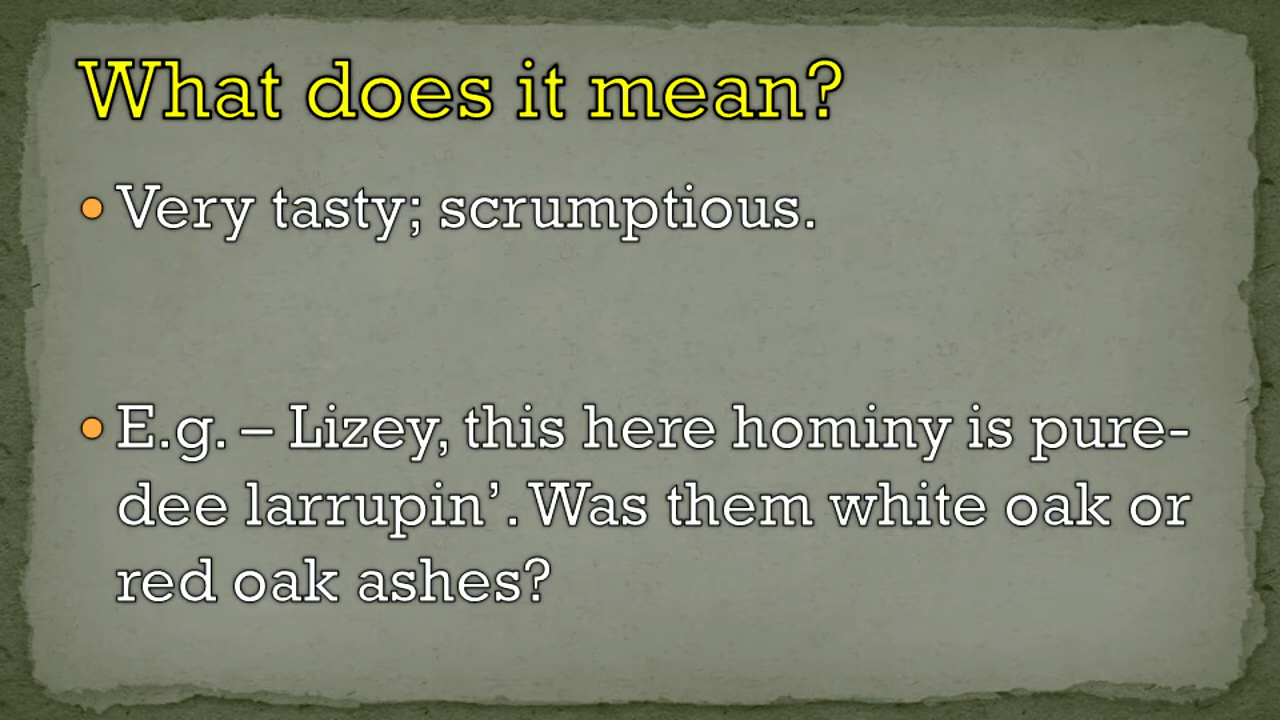 What does it mean?
Very tasty; scrumptious.
E.g. – Lizey, this here hominy is pure-
dee larrupin’. Was them white oak or
red oak ashes?